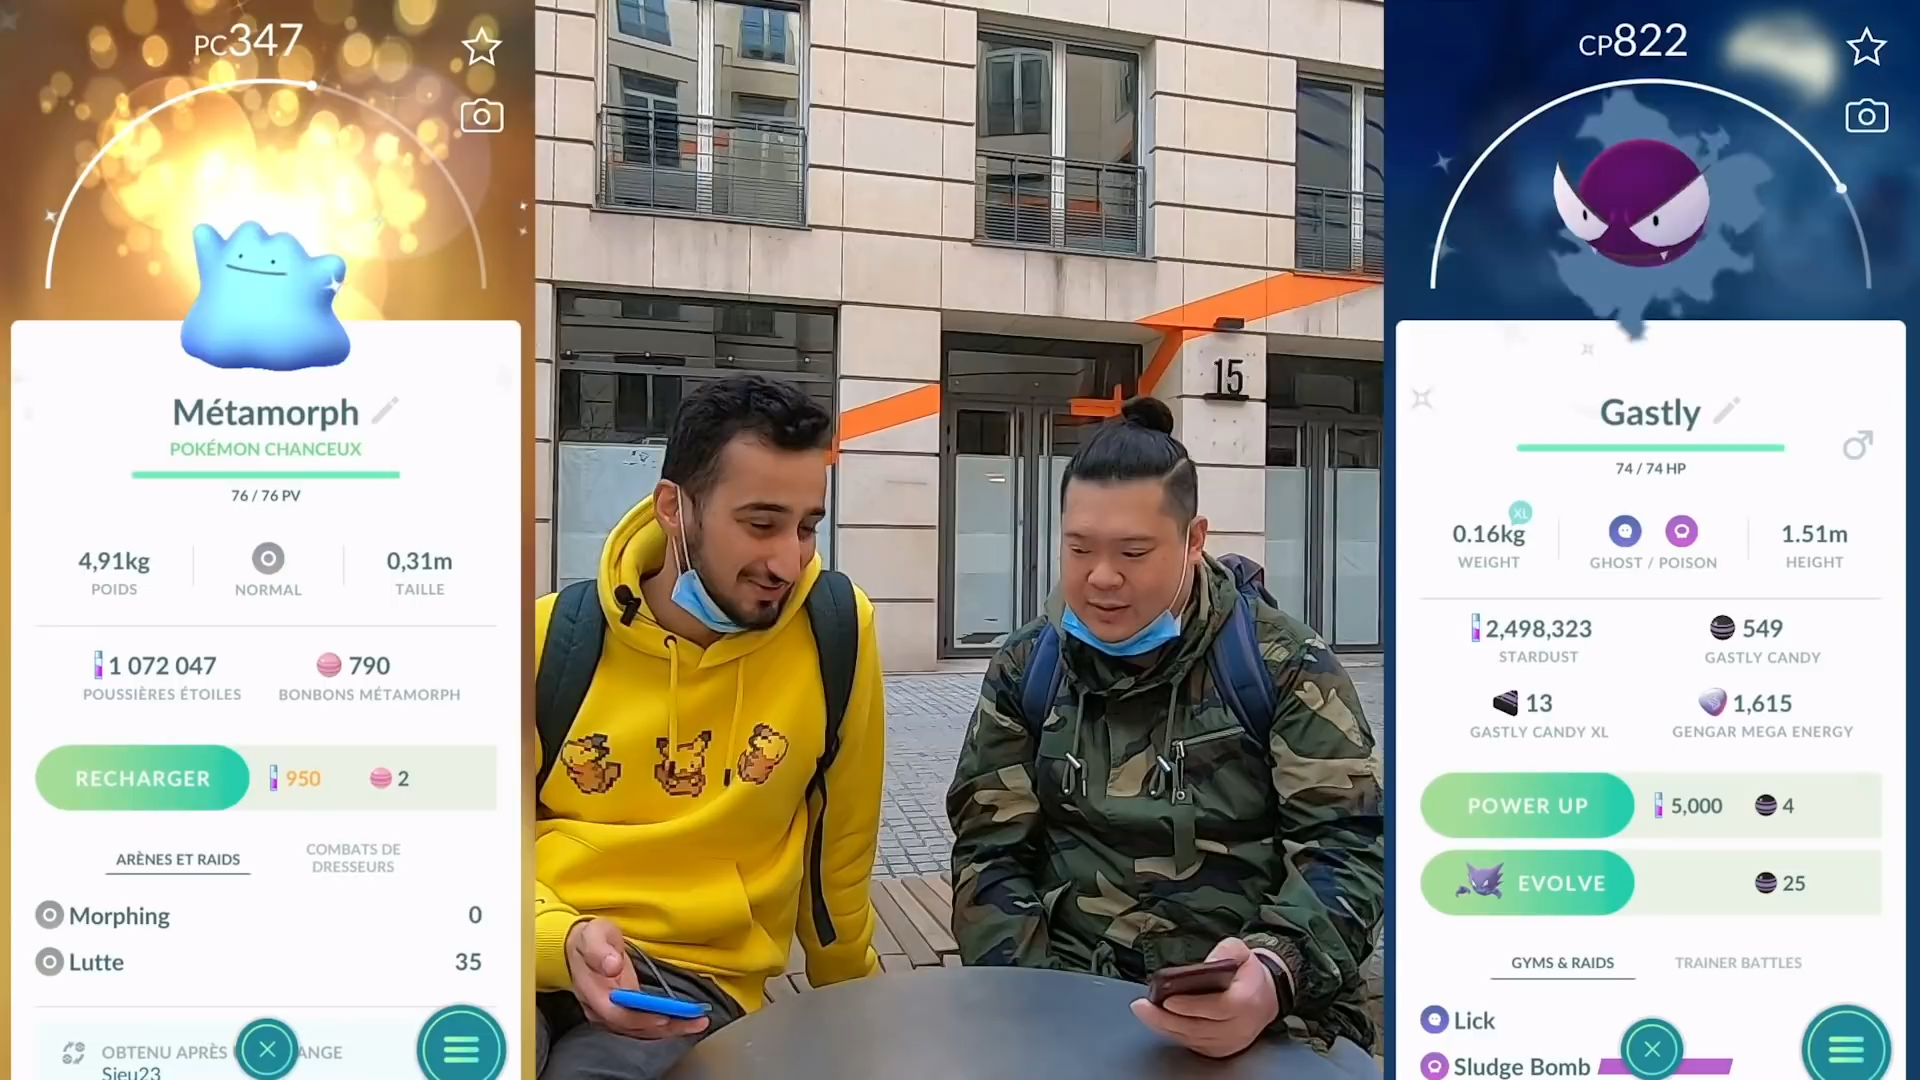 PC347
Métamorph
POKÉMON CHANCEUX
76 / 76 PV
4,91kg
POIDS
NORMAL
0,31m
TAILLE
1 072 047
POUSSIÈRES ÉTOILES
790
BONBONS MÉTAMORPH
RECHARGER
950
2
ARÈNES ET RAIDS
COMBATS DE
DRESSEURS
Morphing
0
Lutte
35
OBTENU APRÈS
ANGE
Sieu23
15
CP822
Gastly
74 / 74 HP
XL
0.16kg
WEIGHT
GHOST / POISON
1.51m
HEIGHT
2,498,323
STARDUST
549
GASTLY CANDY
13
GASTLY CANDY XL
1,615
GENGAR MEGA ENERGY
POWER UP
5,000
4
EVOLVE
25
GYMS & RAIDS
TRAINER BATTLES
Lick
Sludge Bomb